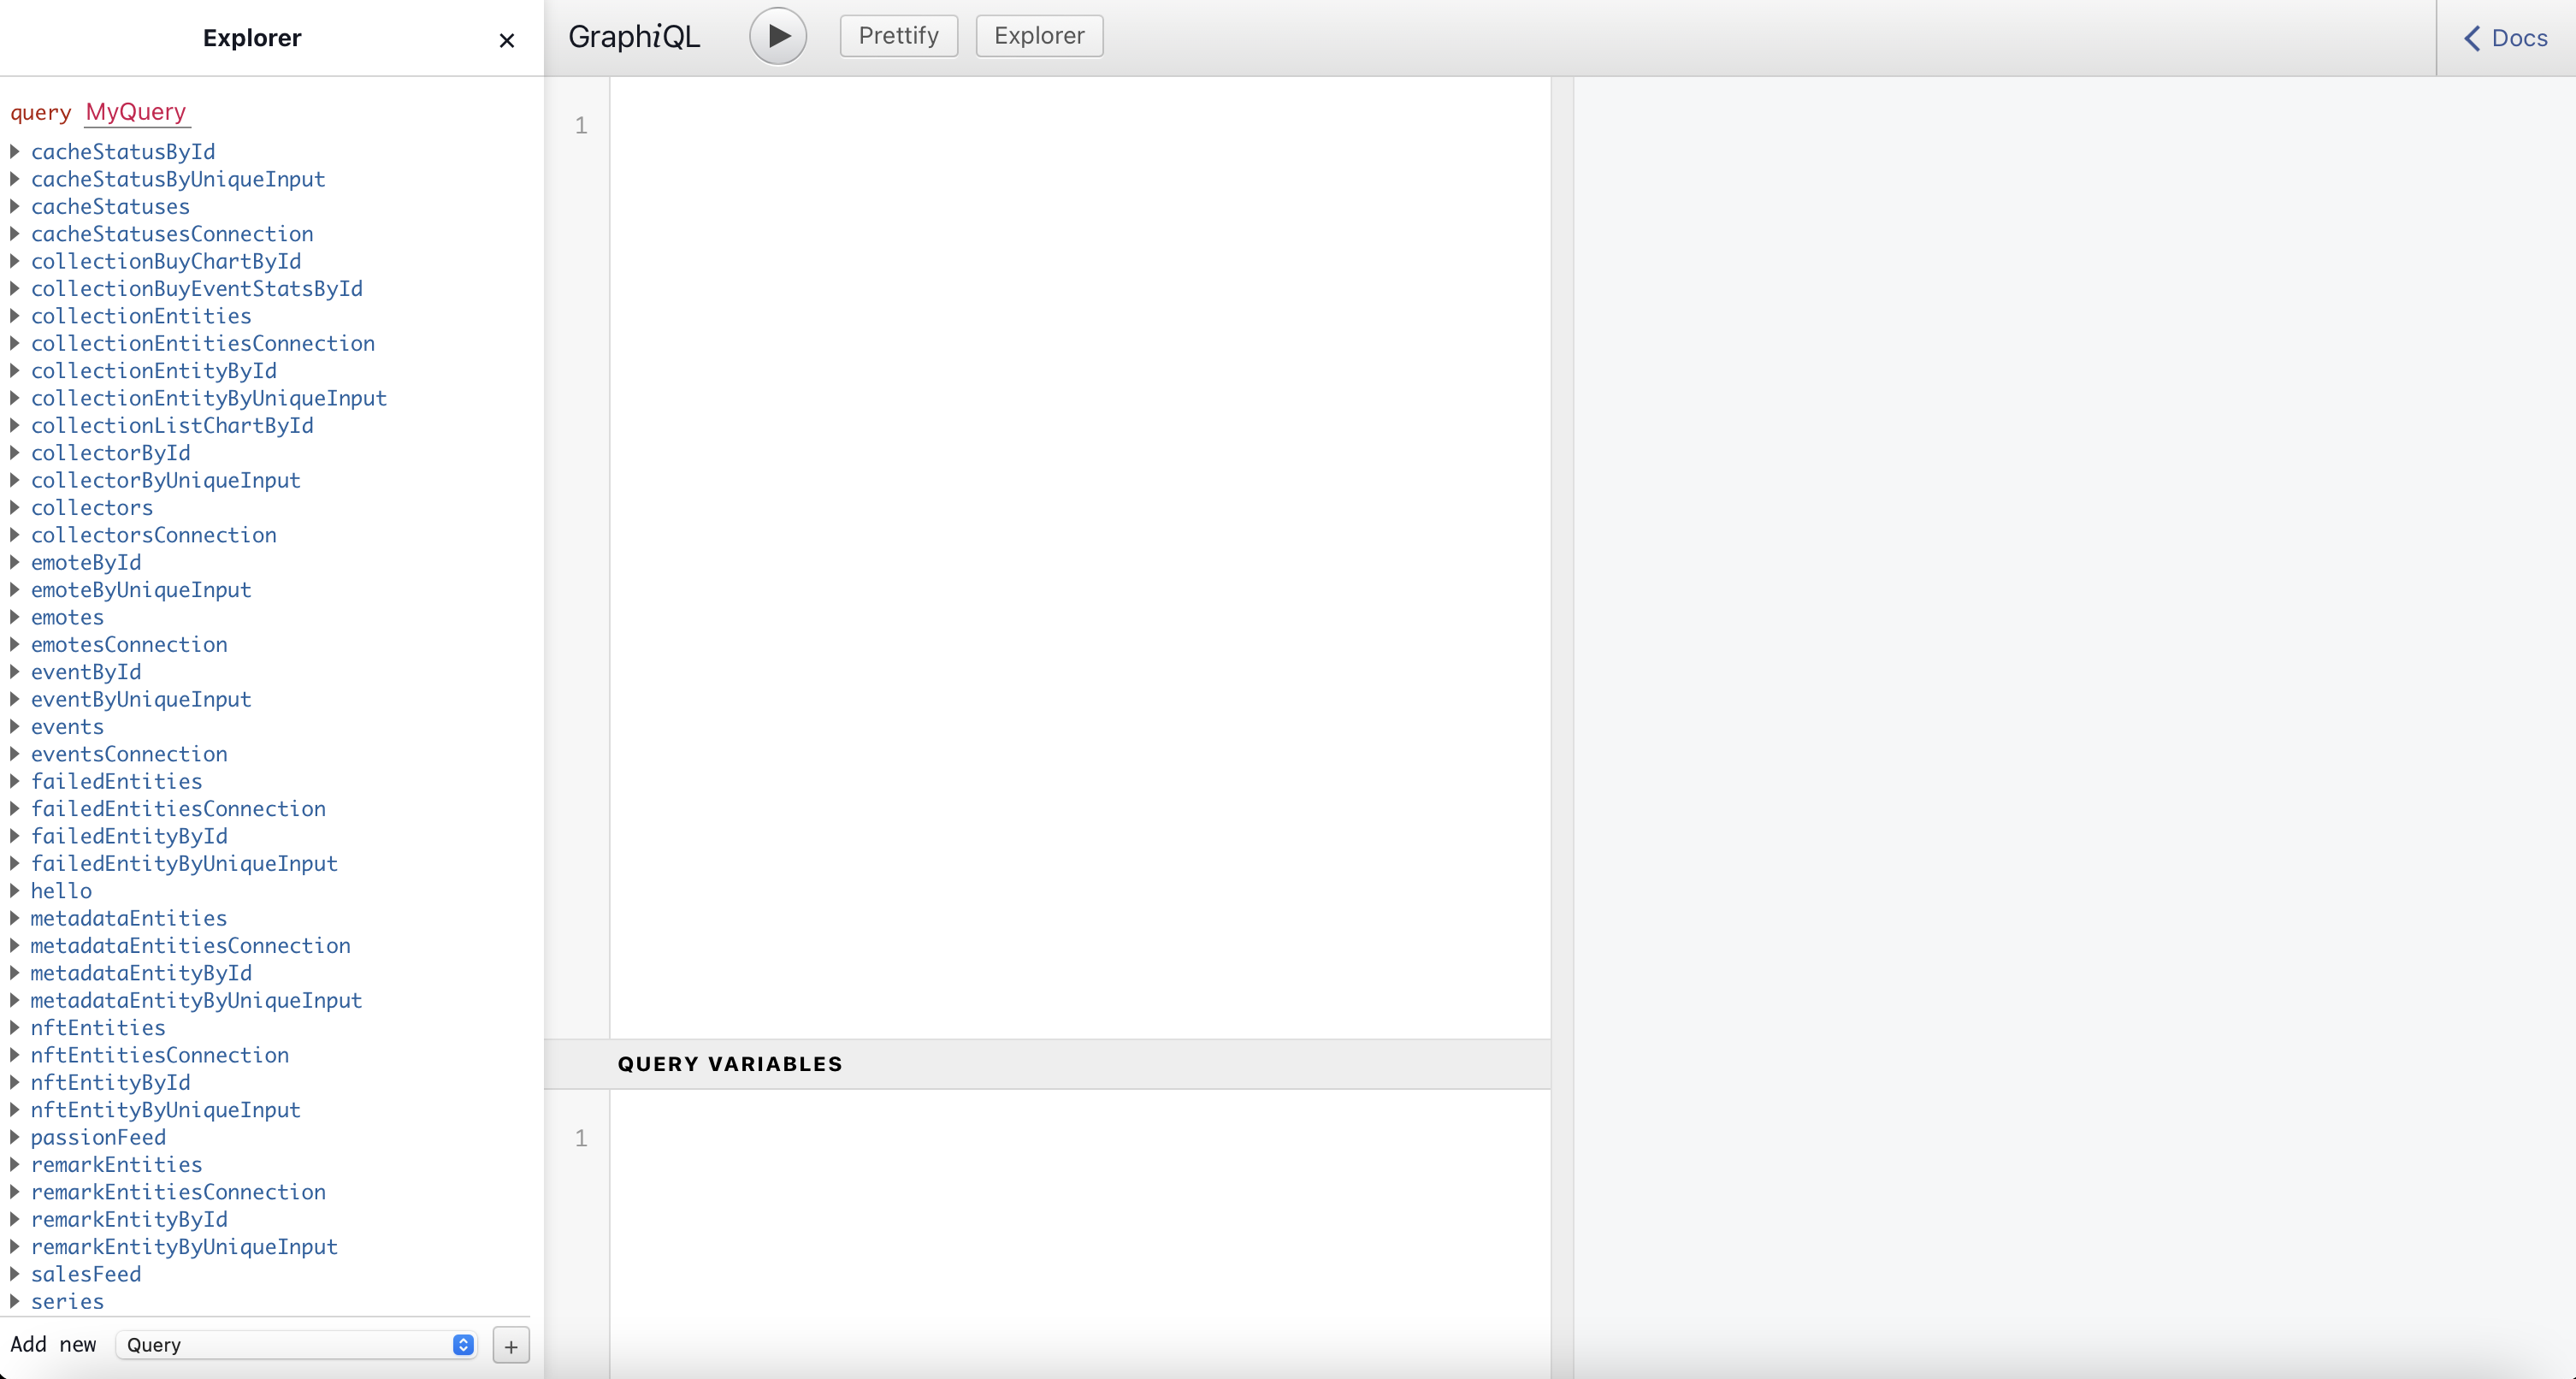 Explorer ×
GraphiQL Prettify Explorer Docs
query MyQuery
cacheStatusById
cacheStatusByUniqueInput
cacheStatuses
cacheStatusesConnection
collectionBuyChartById
collectionBuyEventStatsById
collectionEntities
collectionEntitiesConnection
collectionEntityById
collectionEntityByUniqueInput
collectionListChartById
collectorById
collectorByUniqueInput
collectors
collectorsConnection
emoteById
emoteByUniqueInput
emotes
emotesConnection
eventById
eventByUniqueInput
events
eventsConnection
failedEntities
failedEntitiesConnection
failedEntityById
failedEntityByUniqueInput
hello
metadataEntities
metadataEntitiesConnection
metadataEntityById
metadataEntityByUniqueInput
nftEntities
nftEntitiesConnection
nftEntityById
nftEntityByUniqueInput
passionFeed
remarkEntities
remarkEntitiesConnection
remarkEntityById
remarkEntityByUniqueInput
salesFeed
series
Add new Query +
1
QUERY VARIABLES
1